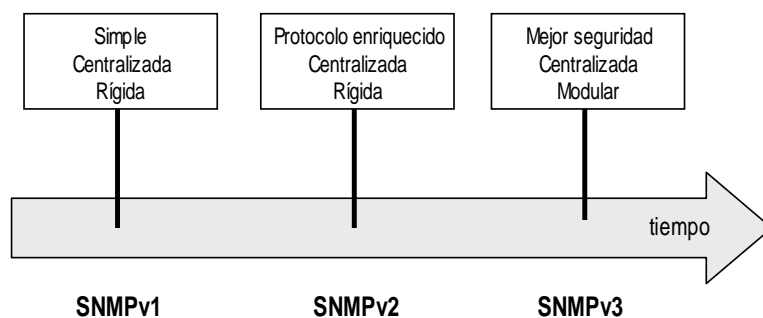 Simple
Centralizada
Rígida
Protocolo enriquecido
Centralizada
Rígida
Mejor seguridad
Centralizada
Modular
tiempo
SNMPv1
SNMPv2
SNMPv3